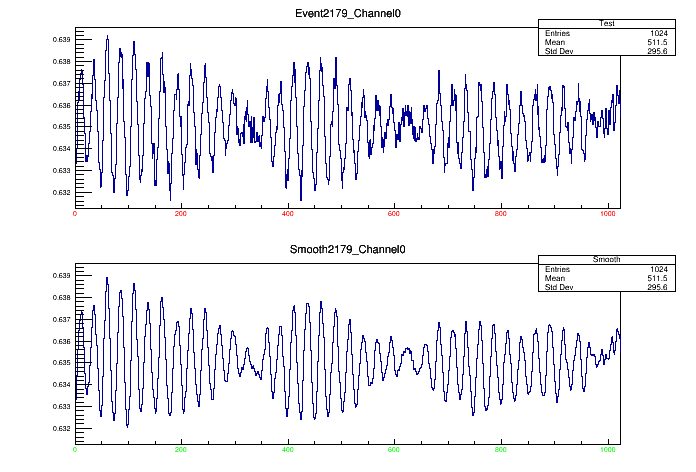 Event2179_Channel0
Test
Entries 1024
Mean 511.5
Std Dev 295.6
0.639
0.638
0.637
0.636
0.635
0.634
0.633
0.632
0 200 400 600 800 1000
Smooth2179_Channel0
Smooth
Entries 1024
Mean 511.5
Std Dev 295.6
0.639
0.638
0.637
0.636
0.635
0.634
0.633
0.632
0 200 400 600 800 1000